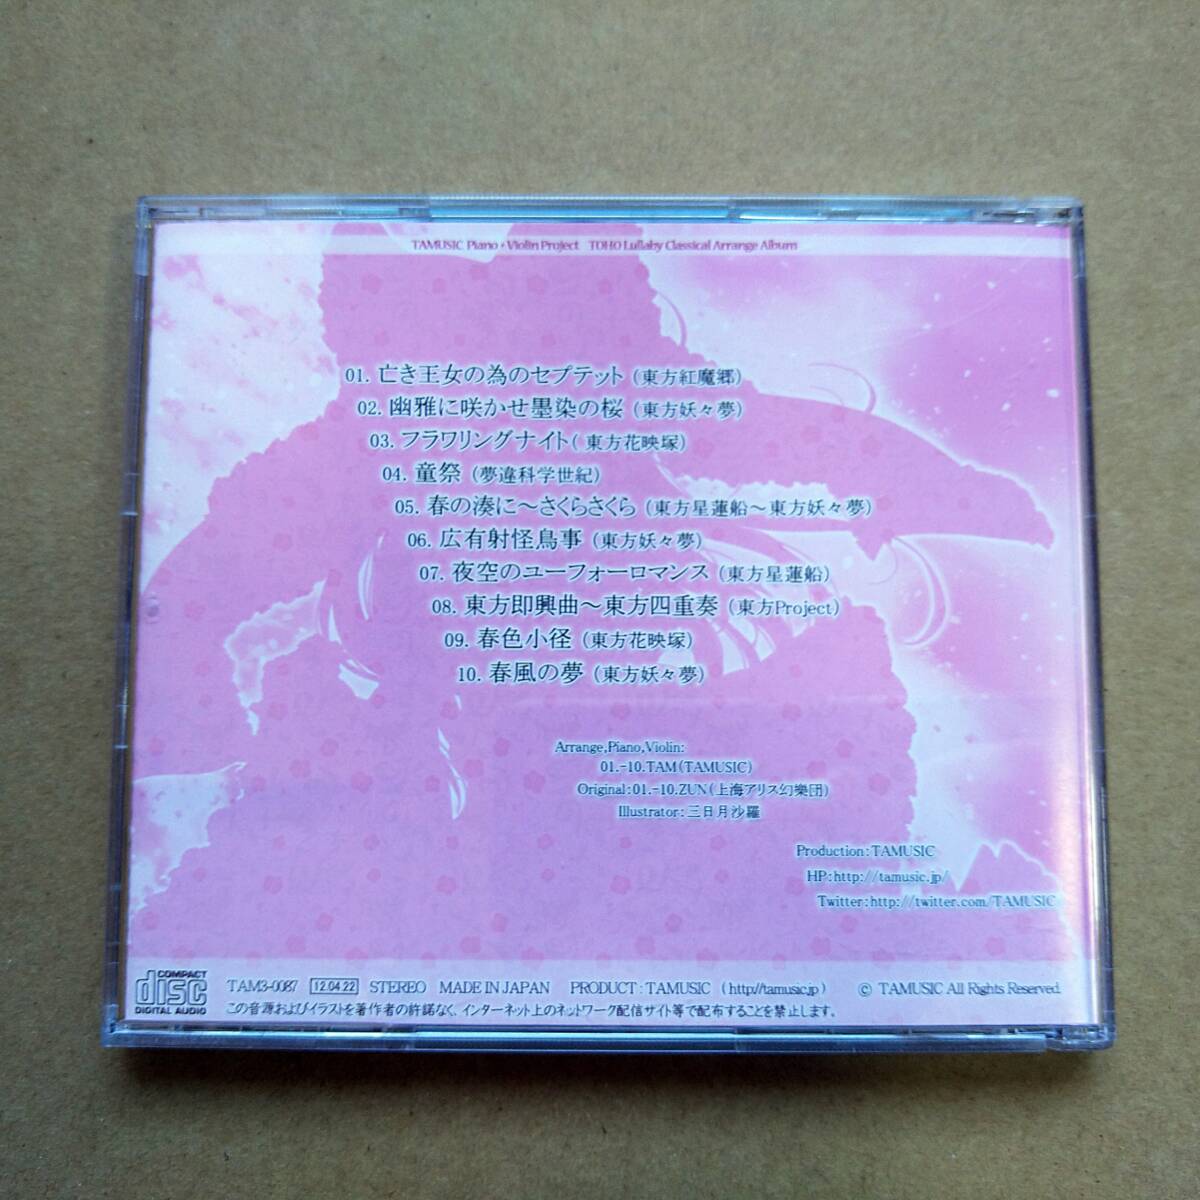 TAMUSIC Piano・Violin Project TOHO Lullaby Classical Arrange Album
01. 亡き王女の為のセプテット (東方紅魔郷)
02. 幽雅に咲かせ墨染の桜 (東方妖々夢)
03. フラワリングナイト( 東方花映塚)
04. 童祭 (夢違科学世紀)
05. 春の湊に～さくらさくら (東方星蓮船～東方妖々夢)
06. 広有射怪鳥事 (東方妖々夢)
07. 夜空のユーフォーロマンス (東方星蓮船)
08. 東方即興曲～東方四重奏 (東方Project)
09. 春色小径 (東方花映塚)
10. 春風の夢 (東方妖々夢)
Arrange,Piano,Violin:
01.-10.TAM(TAMUSIC)
Original:01.-10.ZUN(上海アリス幻樂団)
Illustrator:三日月沙羅
Production:TAMUSIC
HP:http://tamusic.jp/
Twitter:http://twitter.com/TAMUSIC
COMPACT
disc
DIGITAL AUDIO
TAM3-0087 12.04.22 STEREO MADE IN JAPAN PRODUCT:TAMUSIC (http://tamusic.jp) © TAMUSIC All Rights Reserved.
この音源およびイラストを著作者の許諾なく、インターネット上のネットワーク配信サイト等で配布することを禁止します。